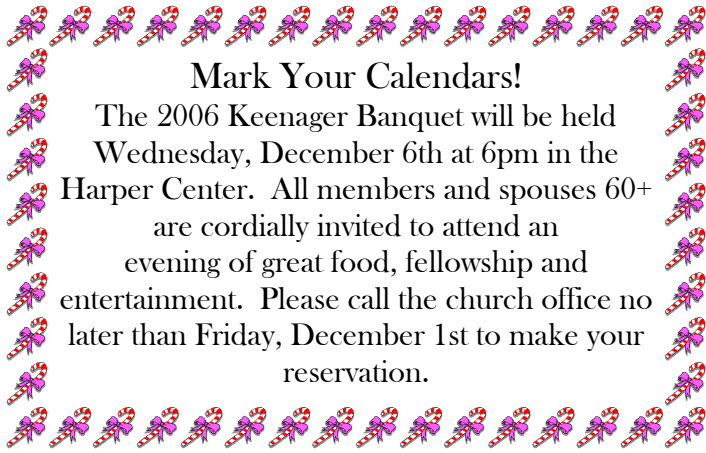 Mark Your Calendars!
The 2006 Keenager Banquet will be held
Wednesday, December 6th at 6pm in the
Harper Center.  All members and spouses 60+
are cordially invited to attend an
evening of great food, fellowship and
entertainment.  Please call the church office no
later than Friday, December 1st to make your
reservation.